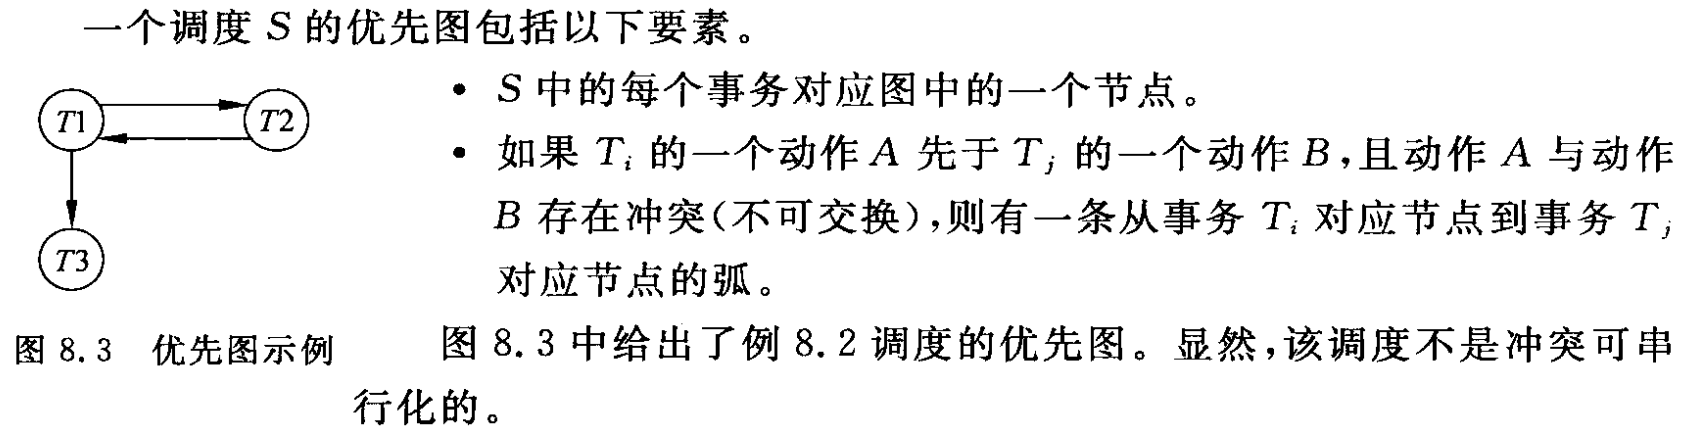 一个调度 S 的优先图包括以下要素。
T1
T2
T3
图 8.3 优先图示例
• S 中的每个事务对应图中的一个节点。
• 如果 Ti 的一个动作 A 先于 Tj 的一个动作 B,且动作 A 与动作
B 存在冲突(不可交换),则有一条从事务 Ti 对应节点到事务 Tj
对应节点的弧。
图 8.3 中给出了例 8.2 调度的优先图。显然,该调度不是冲突可串
行化的。